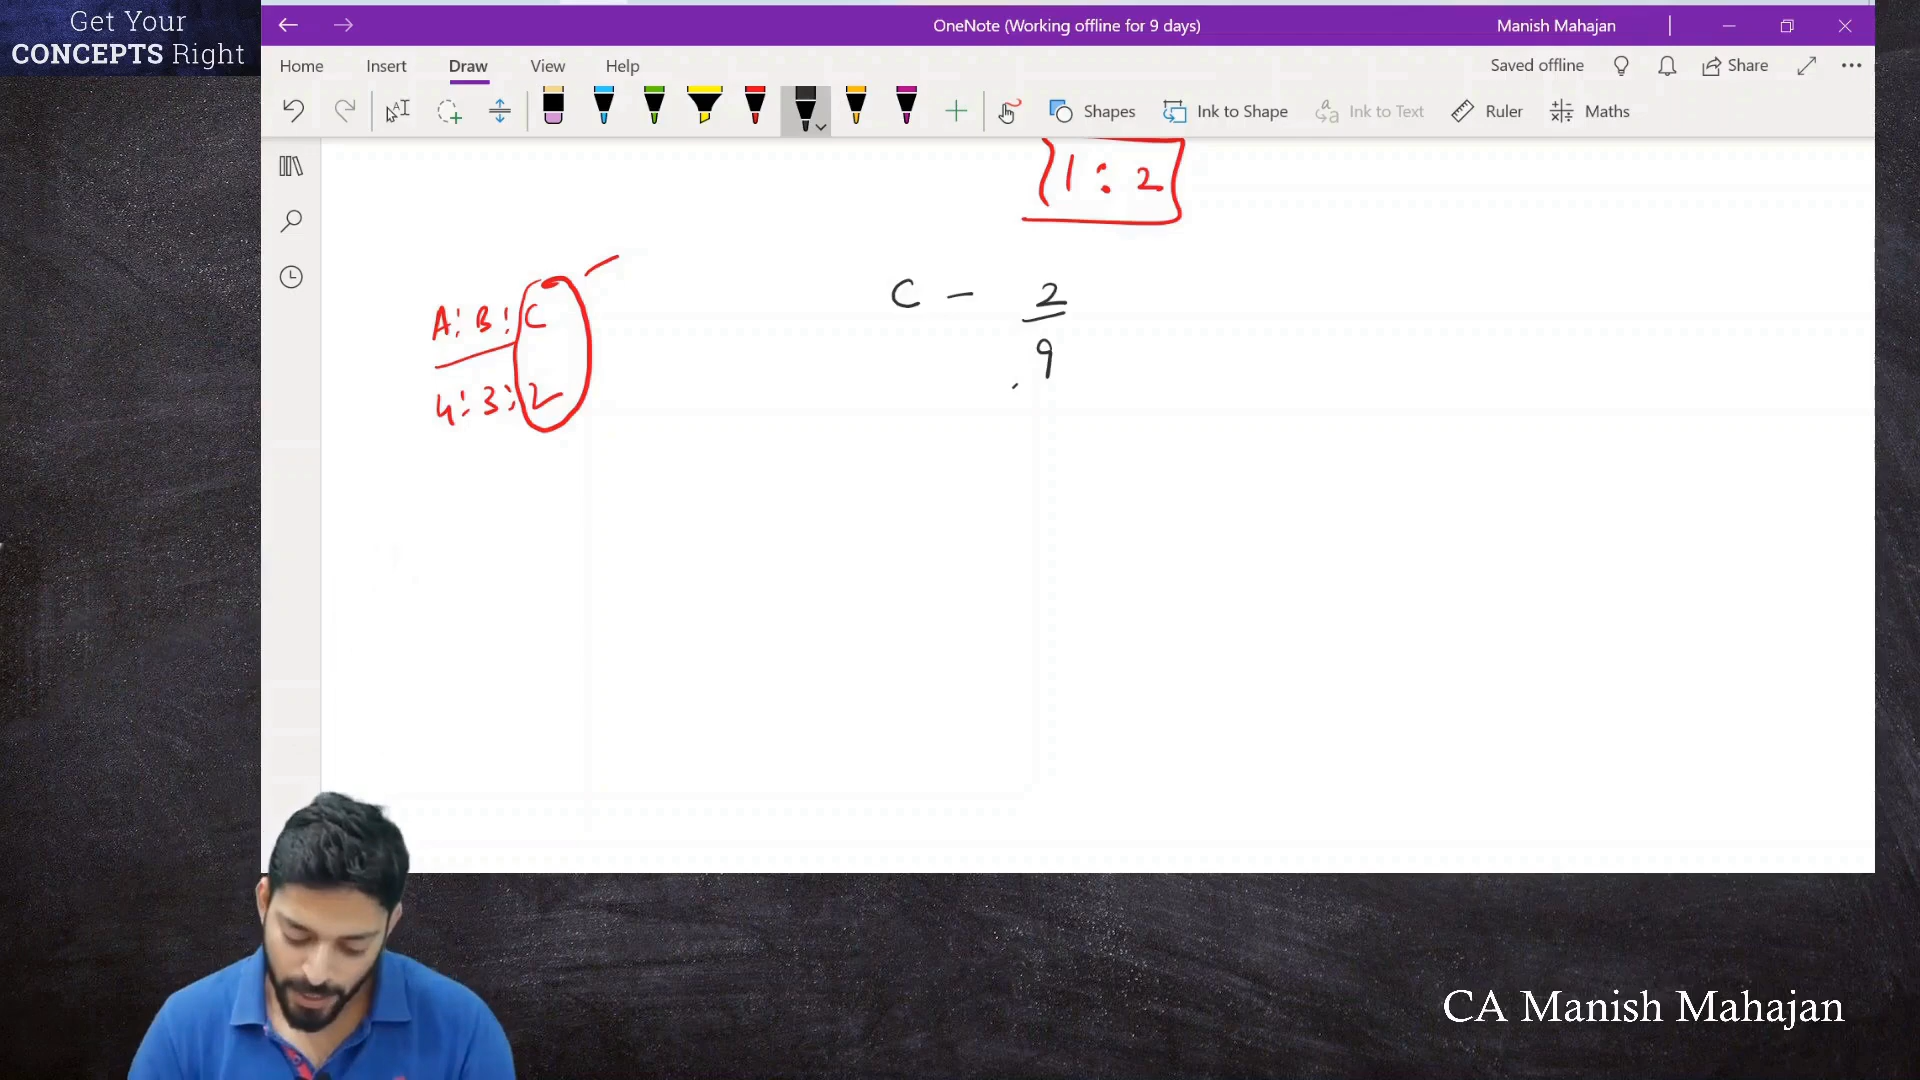 Get Your
CONCEPTS Right
OneNote (Working offline for 9 days)
Manish Mahajan
Home Insert Draw View Help
Saved offline
Share
Shapes
Ink to Shape
Ink to Text
Ruler
Maths
1 : 2
A : B : C
4 : 3 : 2
C - 2
9
CA Manish Mahajan